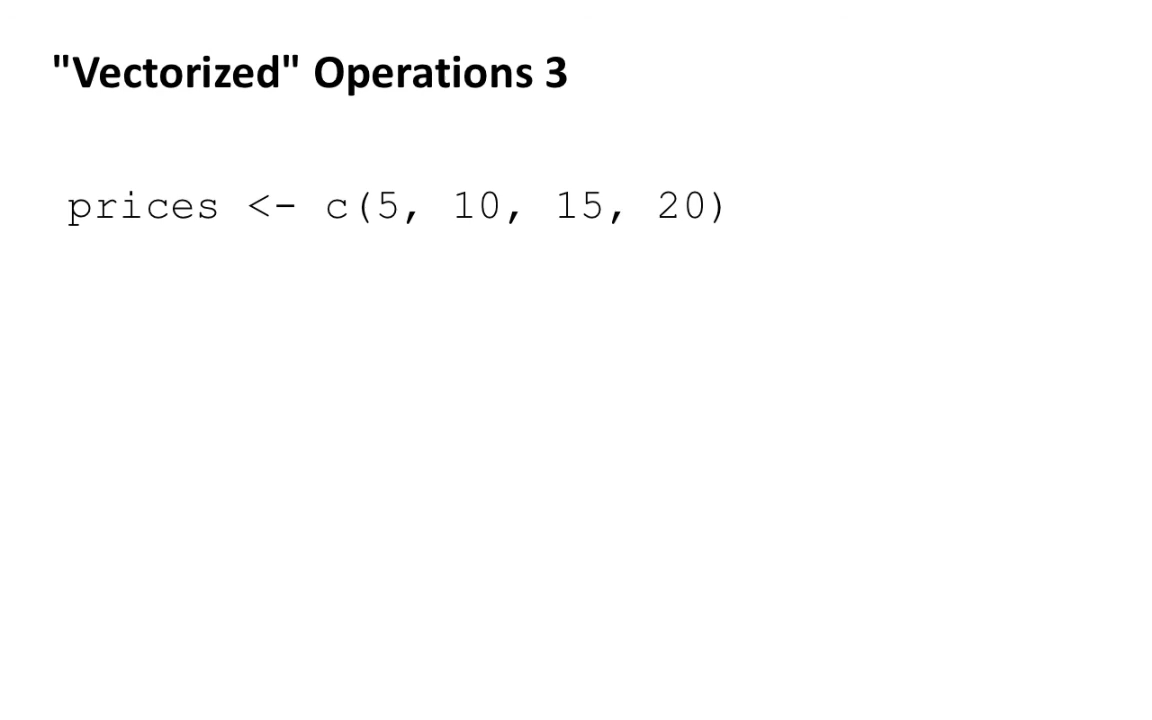 "Vectorized" Operations 3
prices <- c(5, 10, 15, 20)